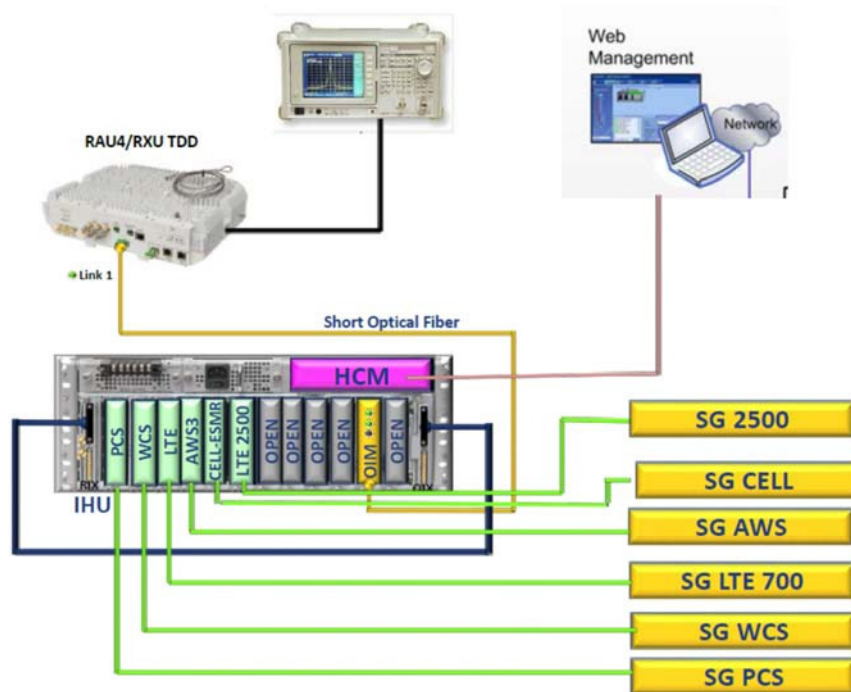 Web
Management
Network
RAU4/RXU TDD
Link 1
Short Optical Fiber
HCM
PCS
WCS
LTE
AWS3
CELL-ESMR
LTE 2500
OPEN
OPEN
OPEN
OPEN
OIM
OPEN
IHU
SG 2500
SG CELL
SG AWS
SG LTE 700
SG WCS
SG PCS